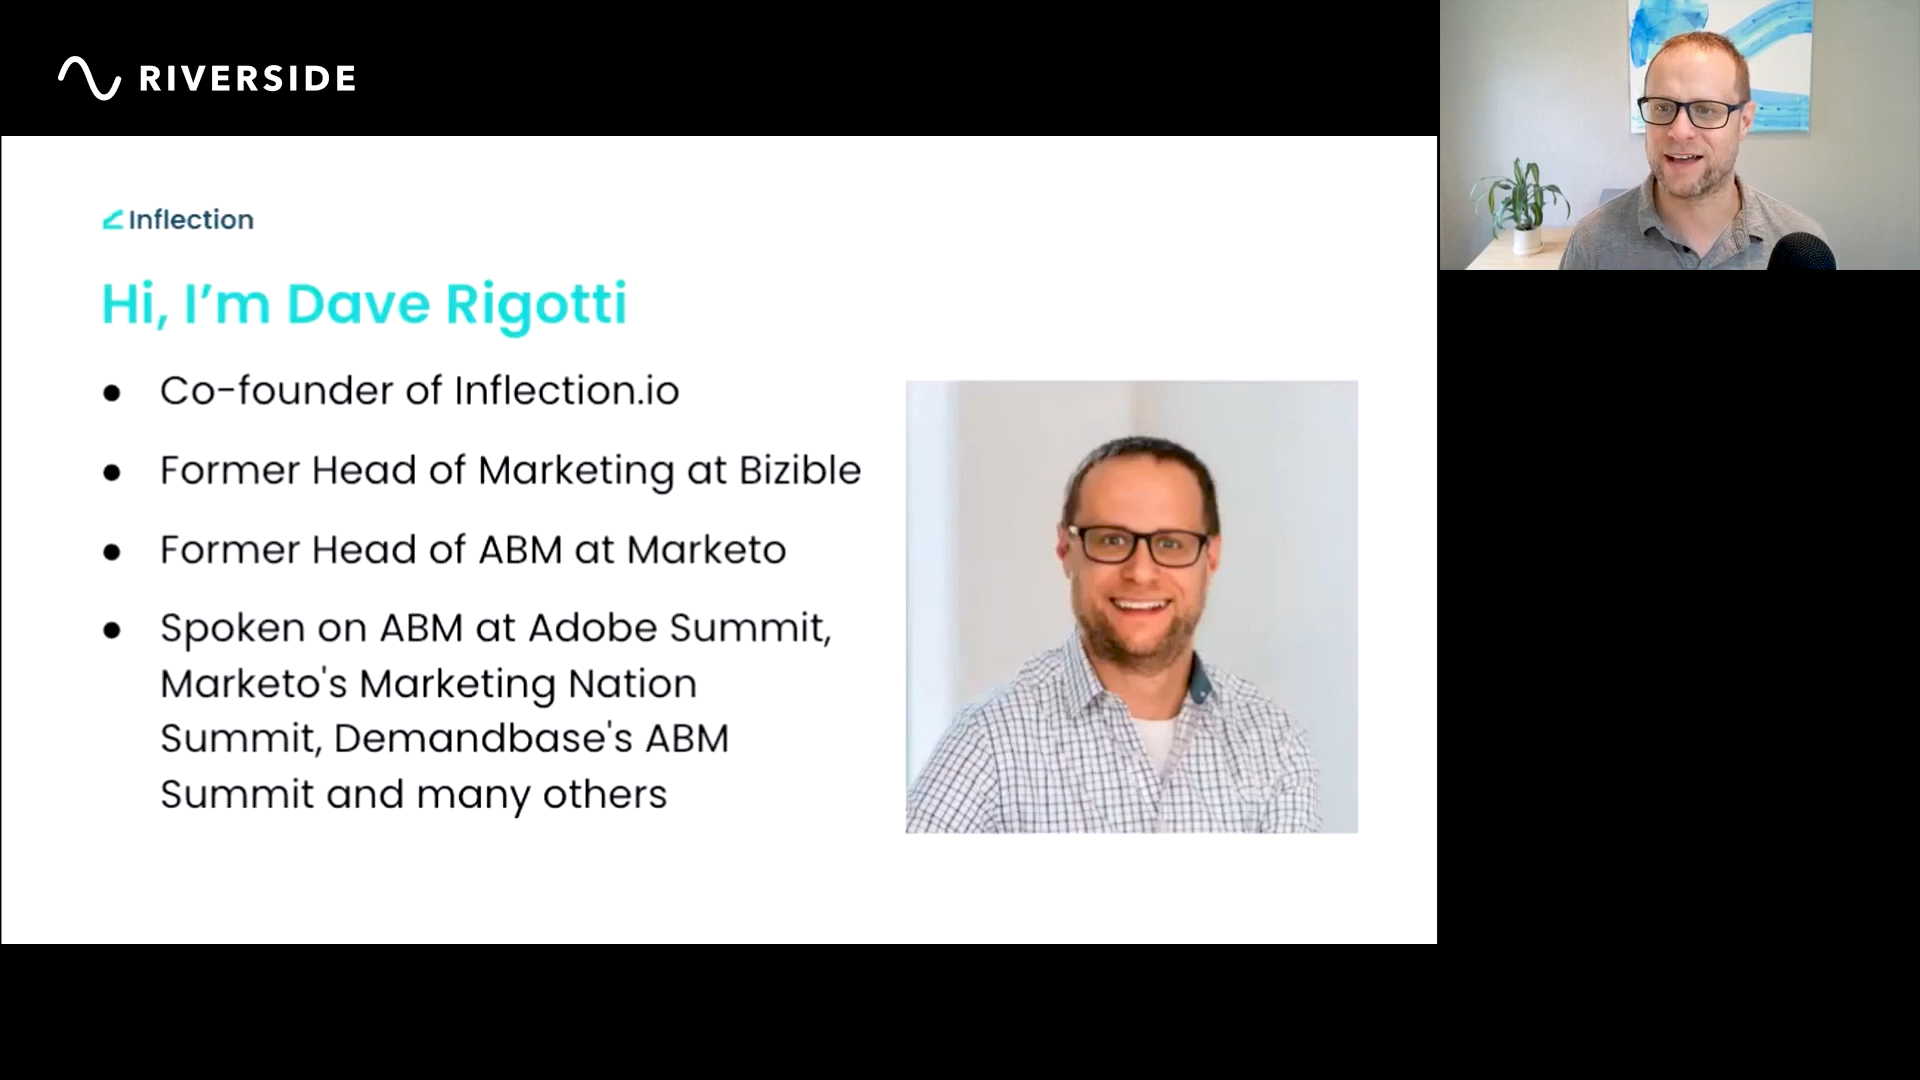 RIVERSIDE
Inflection
Hi, I’m Dave Rigotti
● Co-founder of Inflection.io
● Former Head of Marketing at Bizible
● Former Head of ABM at Marketo
● Spoken on ABM at Adobe Summit,
Marketo's Marketing Nation
Summit, Demandbase's ABM
Summit and many others